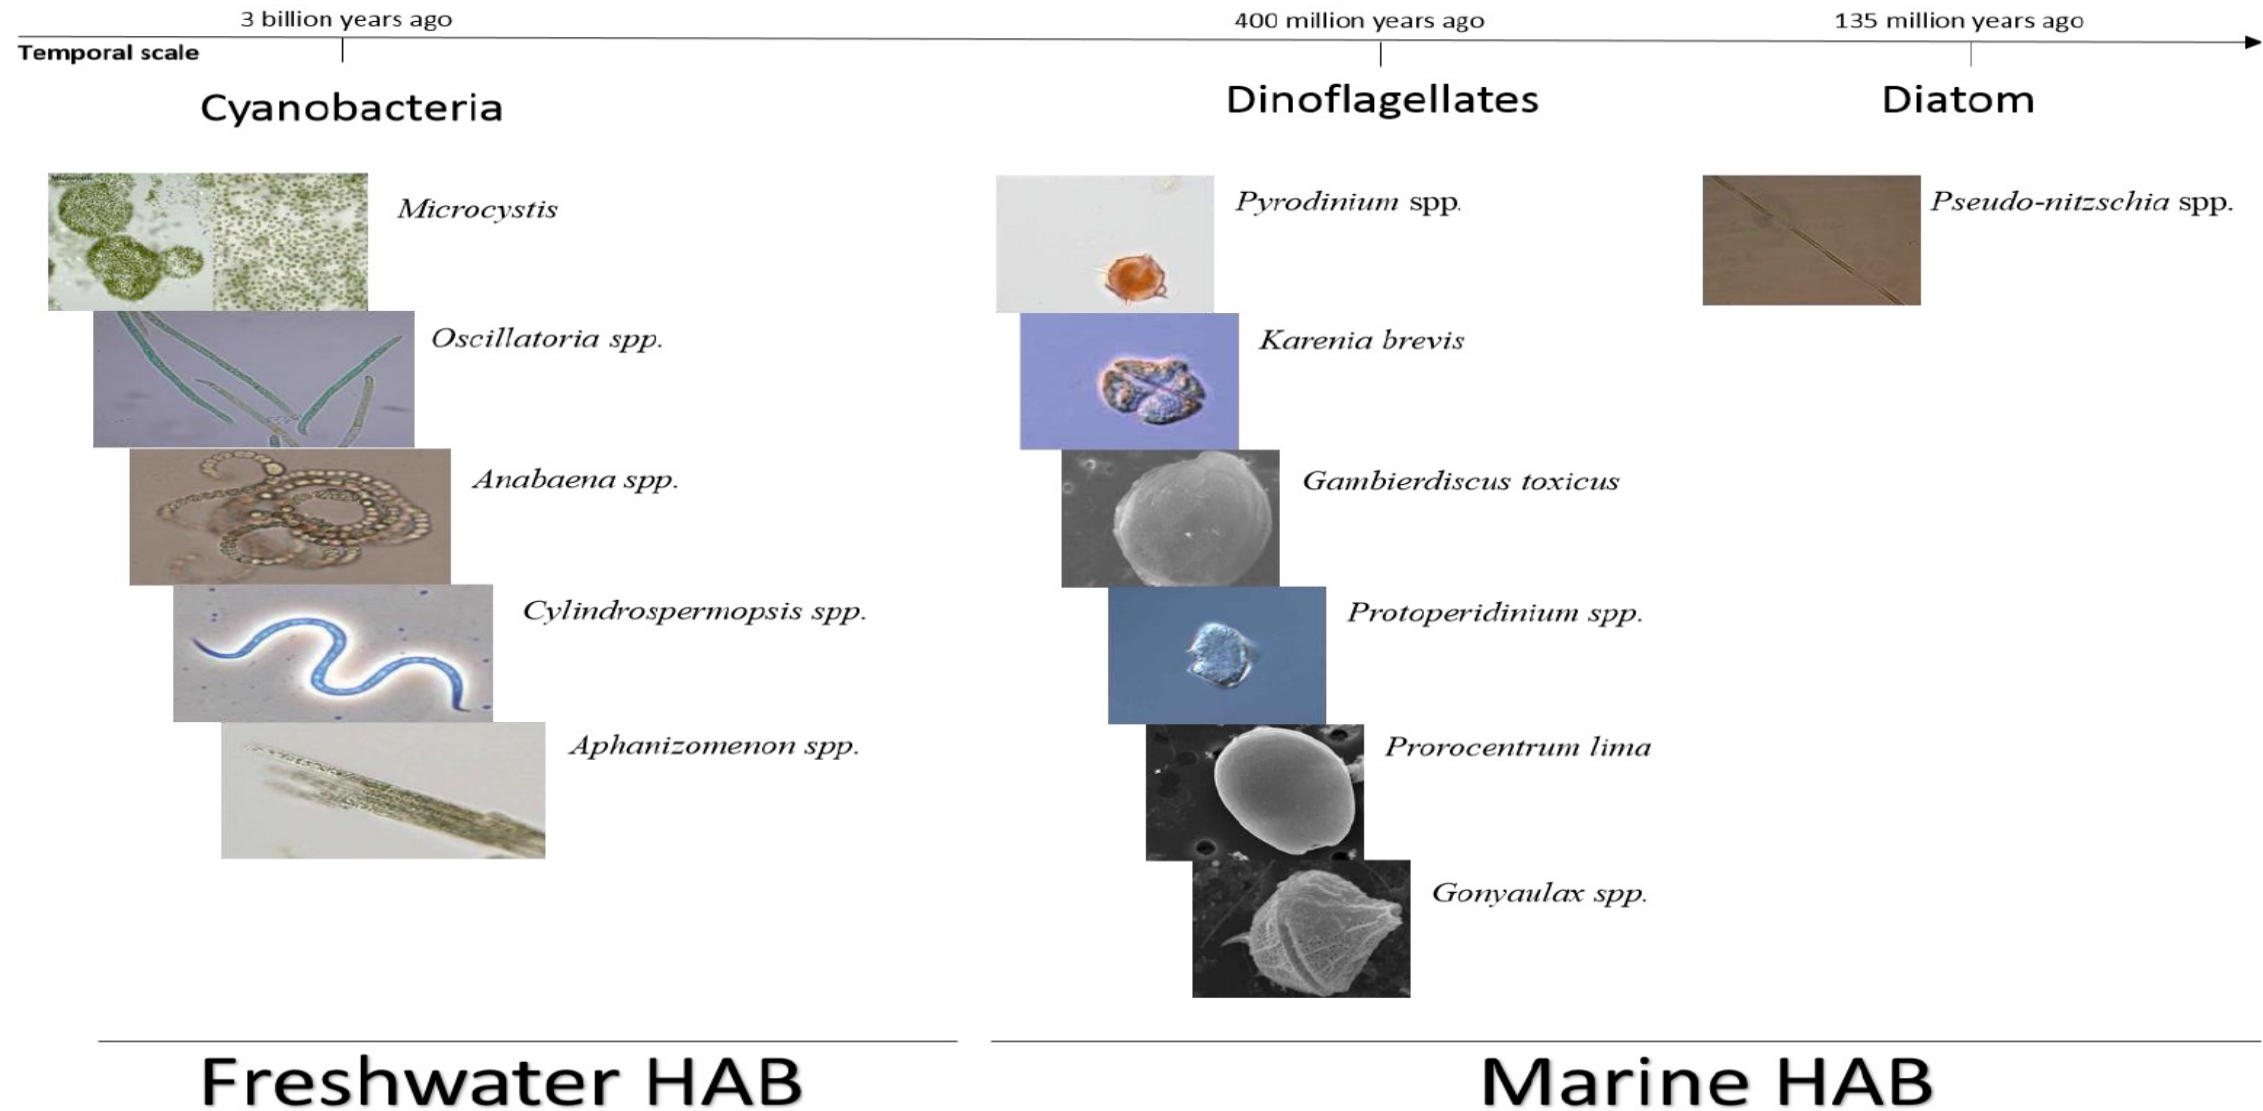 3 billion years ago
400 million years ago
135 million years ago
Temporal scale
Cyanobacteria
Dinoflagellates
Diatom
Microcystis
Pyrodinium spp.
Pseudo-nitzschia spp.
Oscillatoria spp.
Karenia brevis
Anabaena spp.
Gambierdiscus toxicus
Cylindrospermopsis spp.
Protoperidinium spp.
Aphanizomenon spp.
Prorocentrum lima
Gonyaulax spp.
Freshwater HAB
Marine HAB